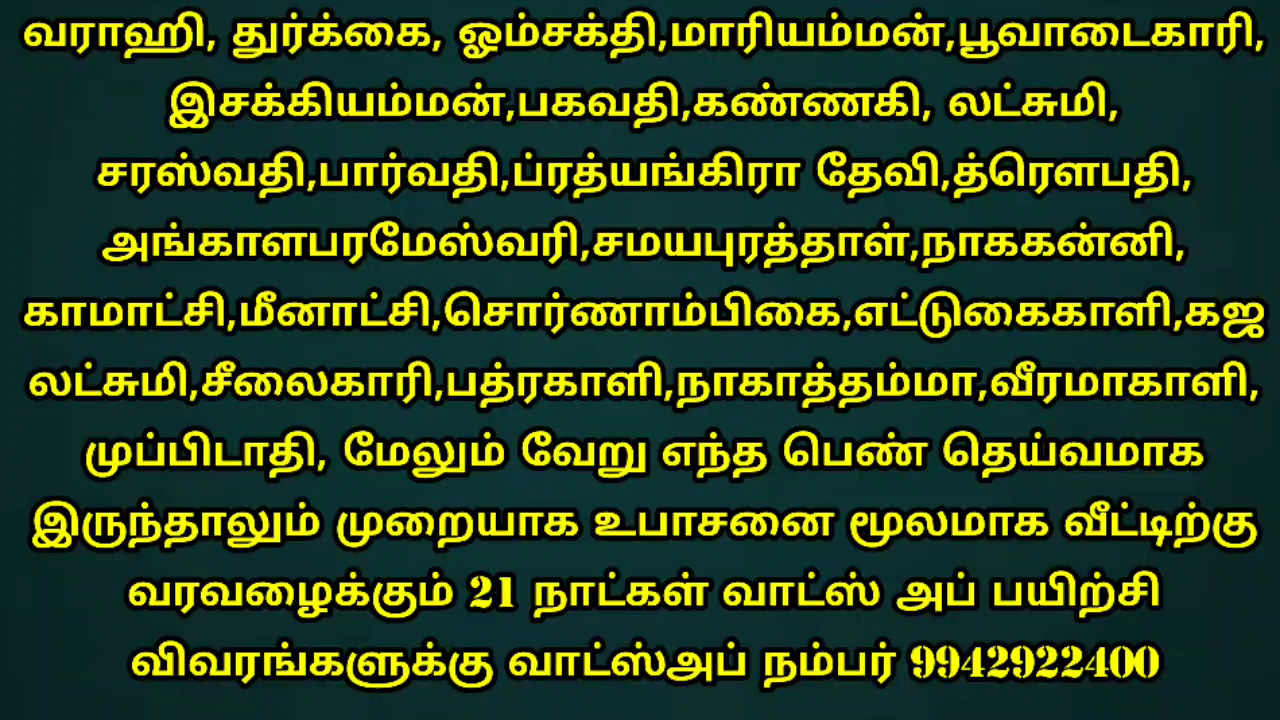 வராஹி, துர்க்கை, ஓம்சக்தி,மாரியம்மன்,பூவாடைகாரி,
இசக்கியம்மன்,பகவதி,கண்ணகி, லட்சுமி,
சரஸ்வதி,பார்வதி,ப்ரத்யங்கிரா தேவி,த்ரௌபதி,
அங்காளபரமேஸ்வரி,சமயபுரத்தாள்,நாககன்னி,
காமாட்சி,மீனாட்சி,சொர்ணாம்பிகை,எட்டுகைகாளி,கஜ
லட்சுமி,சீலைகாரி,பத்ரகாளி,நாகாத்தம்மா,வீரமாகாளி,
முப்பிடாதி, மேலும் வேறு எந்த பெண் தெய்வமாக
இருந்தாலும் முறையாக உபாசனை மூலமாக வீட்டிற்கு
வரவழைக்கும் 21 நாட்கள் வாட்ஸ் அப் பயிற்சி
விவரங்களுக்கு வாட்ஸ்அப் நம்பர் 9942922400